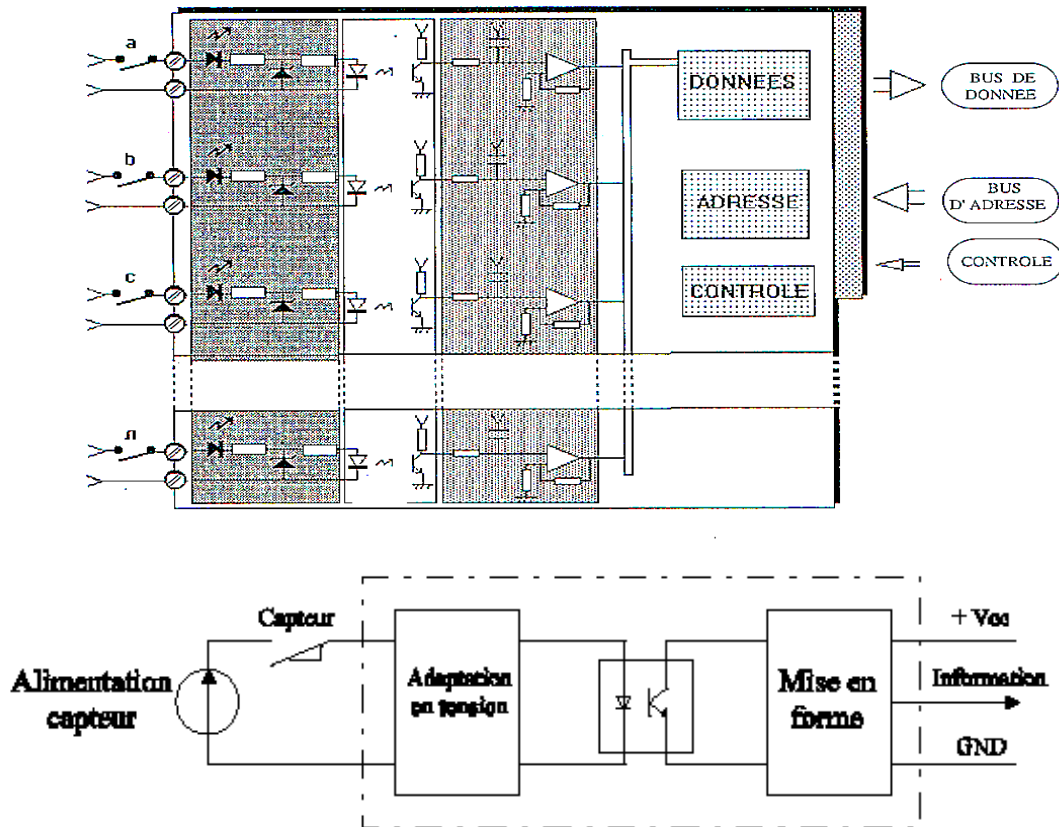 a
DONNEES
BUS DE
DONNEE
b
ADRESSE
BUS
D'ADRESSE
c
CONTRÔLE
CONTROLE
n
Capteur
+ Vcc
Alimentation
capteur
Adaptation
en tension
Mise en
forme
Information
GND